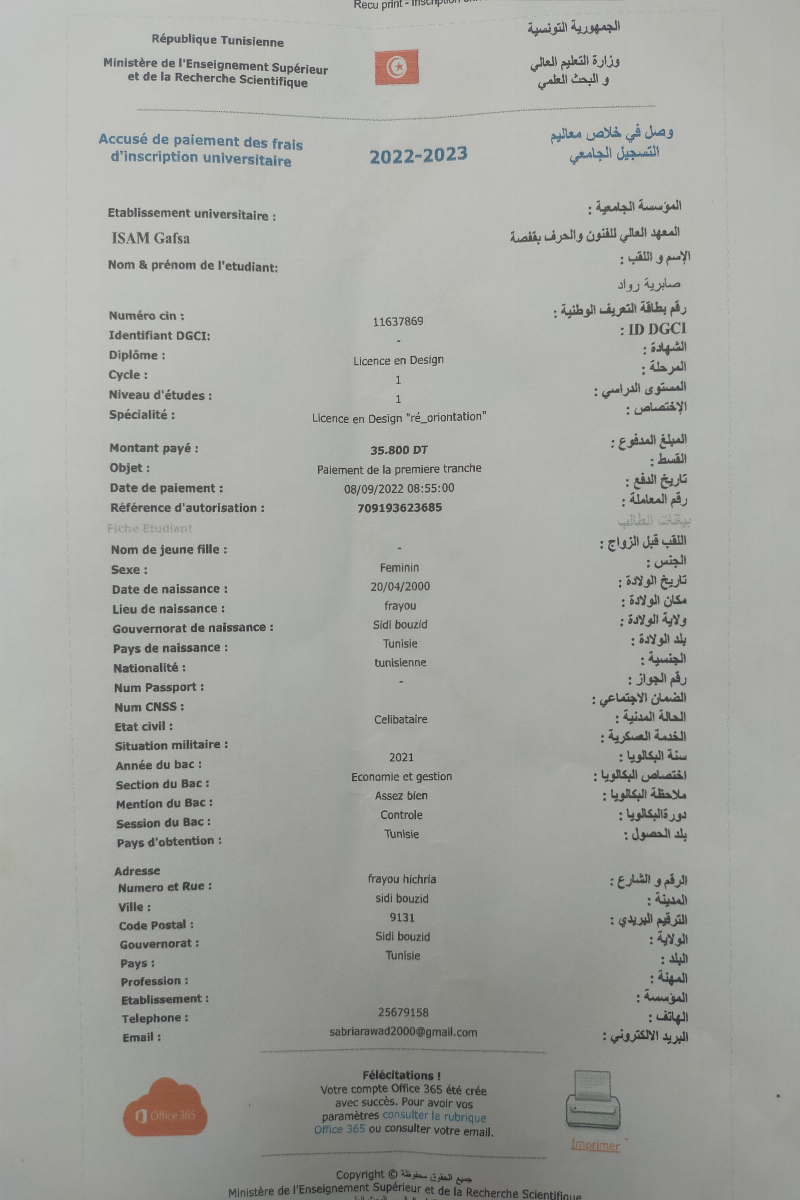 Recu print - Inscription
République Tunisienne
الجمهورية التونسية
Ministère de l'Enseignement Supérieur
et de la Recherche Scientifique
وزارة التعليم العالي
و البحث العلمي
Accusé de paiement des frais
d'inscription universitaire
2022-2023
وصل في خلاص معاليم
التسجيل الجامعي
Etablissement universitaire :
المؤسسة الجامعية :
ISAM Gafsa
المعهد العالي للفنون والحرف بقفصة
Nom & prénom de l'etudiant:
الإسم و اللقب :
صابرية رواد
Numéro cin : 11637869 رقم بطاقة التعريف الوطنية :
Identifiant DGCI: - ID DGCI :
Diplôme : Licence en Design الشهادة :
Cycle : 1 المرحلة :
Niveau d'études : 1 المستوى الدراسي :
Spécialité : Licence en Design "ré_oriontation" الإختصاص :
Montant payé : 35.800 DT المبلغ المدفوع :
Objet : Paiement de la premiere tranche القسط :
Date de paiement : 08/09/2022 08:55:00 تاريخ الدفع :
Référence d'autorisation : 709193623685 رقم المعاملة :
Fiche Etudiant بيانات الطالب
Nom de jeune fille : - اللقب قبل الزواج :
Sexe : Feminin الجنس :
Date de naissance : 20/04/2000 تاريخ الولادة :
Lieu de naissance : frayou مكان الولادة :
Gouvernorat de naissance : Sidi bouzid ولاية الولادة :
Pays de naissance : Tunisie بلد الولادة :
Nationalité : tunisienne الجنسية :
Num Passport : - رقم الجواز :
Num CNSS : الضمان الاجتماعي :
Etat civil : Celibataire الحالة المدنية :
Situation militaire : الخدمة العسكرية :
Année du bac : 2021 سنة البكالويا :
Section du Bac : Economie et gestion اختصاص البكالويا :
Mention du Bac : Assez bien ملاحظة البكالويا :
Session du Bac : Controle دورةالبكالويا :
Pays d'obtention : Tunisie بلد الحصول :
Adresse
Numero et Rue : frayou hichria الرقم و الشارع :
Ville : sidi bouzid المدينة :
Code Postal : 9131 الترقيم البريدي :
Gouvernorat : Sidi bouzid الولاية :
Pays : Tunisie البلد :
Profession : المهنة :
Etablissement : المؤسسة :
Telephone : 25679158 الهاتف :
Email : sabriarawad2000@gmail.com البريد الالكتروني :
Félécitations !
Votre compte Office 365 été crée
avec succès. Pour avoir vos
paramètres consulter la rubrique
Office 365 ou consulter votre email.
Office 365
Imprimer
Copyright © جميع الحقوق محفوظة
Ministère de l'Enseignement Supérieur et de la Recherche Scientifique